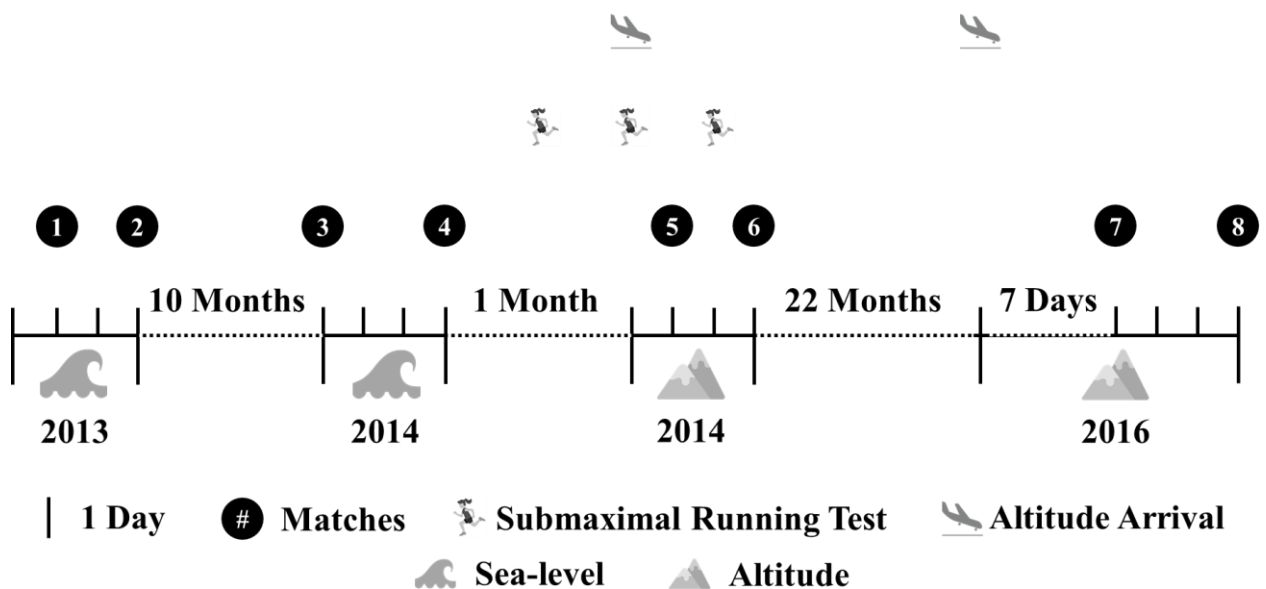 1 2 3 4 5 6 7 8
10 Months 1 Month 22 Months 7 Days
2013 2014 2014 2016
1 Day # Matches Submaximal Running Test Altitude Arrival
Sea-level Altitude